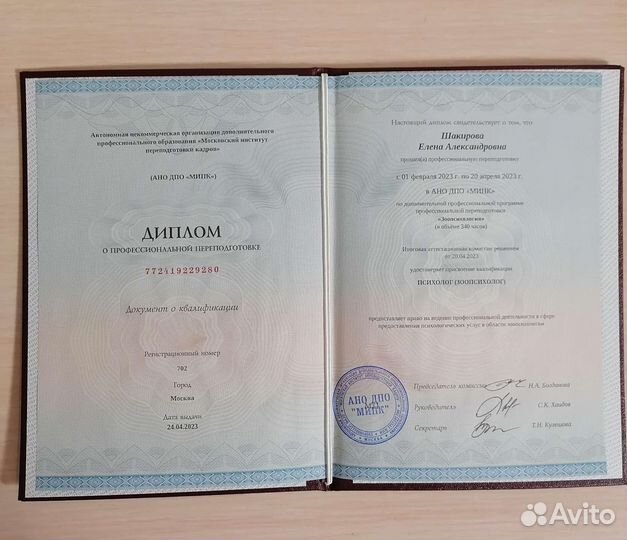 Автономная некоммерческая организация дополнительного
профессионального образования «Московский институт
переподготовки кадров»
(АНО ДПО «МИПК»)
ДИПЛОМ
О ПРОФЕССИОНАЛЬНОЙ ПЕРЕПОДГОТОВКЕ
772419229280
Документ о квалификации
Регистрационный номер
702
Город
Москва
Дата выдачи
24.04.2023
Настоящий диплом свидетельствует о том, что
Шакирова
Елена Александровна
прошел(а) профессиональную переподготовку
с 01 февраля 2023 г. по 20 апреля 2023 г.
в АНО ДПО «МИПК»
по дополнительной профессиональной программе
профессиональной переподготовки
«Зоопсихология»
(в объёме 340 часов)
Итоговая аттестационная комиссия решением
от 20.04.2023
удостоверяет присвоение квалификации
ПСИХОЛОГ (ЗООПСИХОЛОГ)
предоставляет право на ведение профессиональной деятельности в сфере
предоставления психологических услуг в области зоопсихологии
Председатель комиссии Н.А. Богданова
Руководитель С.К. Хаидов
Секретарь Т.Н. Кузецова
АНО ДПО
"МИПК"
Avito